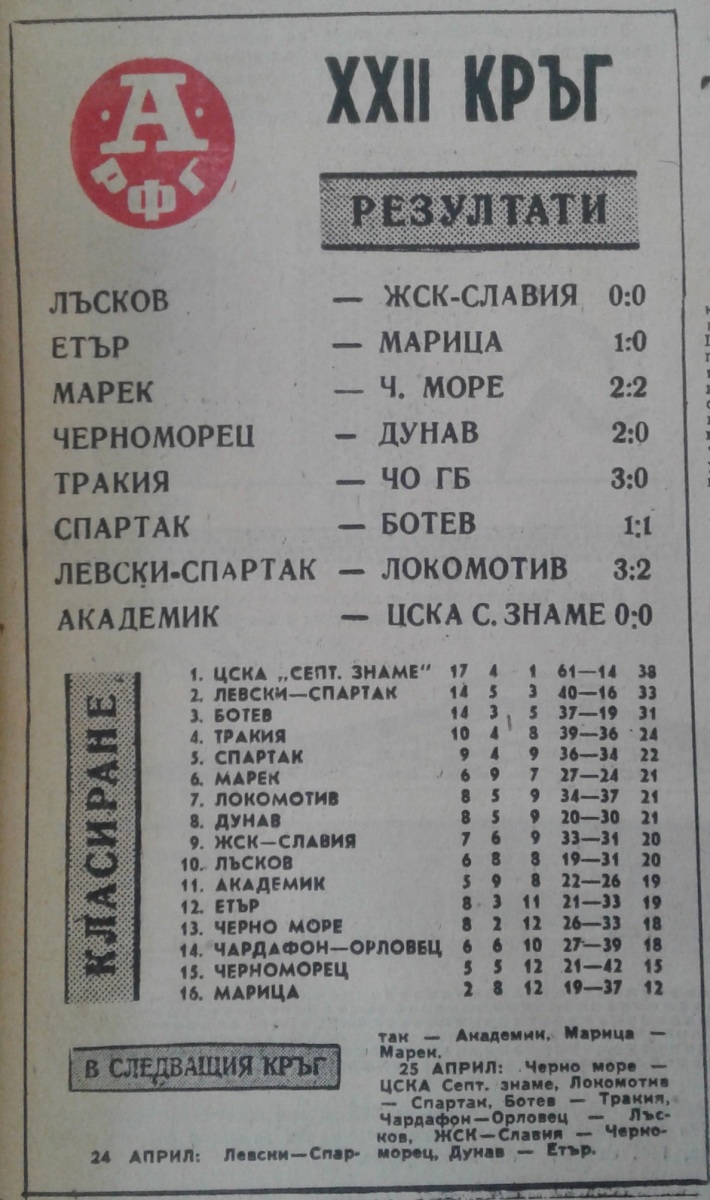 ·А·
РФГ
XXII КРЪГ
РЕЗУЛТАТИ
ЛЪСКОВ — ЖСК-СЛАВИЯ 0:0
ЕТЪР — МАРИЦА 1:0
МАРЕК — Ч. МОРЕ 2:2
ЧЕРНОМОРЕЦ – ДУНАВ 2:0
ТРАКИЯ — ЧО ГБ 3:0
СПАРТАК — БОТЕВ 1:1
ЛЕВСКИ-СПАРТАК — ЛОКОМОТИВ 3:2
АКАДЕМИК — ЦСКА С. ЗНАМЕ 0:0
КЛАСИРАНЕ
1. ЦСКА „СЕПТ. ЗНАМЕ" 17 4 1 61—14 38
2. ЛЕВСКИ—СПАРТАК 14 5 3 40—16 33
3. БОТЕВ 14 3 5 37—19 31
4. ТРАКИЯ 10 4 8 39—36 24
5. СПАРТАК 9 4 9 36—34 22
6. МАРЕК 6 9 7 27—24 21
7. ЛОКОМОТИВ 8 5 9 34—37 21
8. ДУНАВ 8 5 9 20—30 21
9. ЖСК—СЛАВИЯ 7 6 9 33—31 20
10. ЛЪСКОВ 6 8 8 19—31 20
11. АКАДЕМИК 5 9 8 22—26 19
12. ЕТЪР 8 3 11 21—33 19
13. ЧЕРНО МОРЕ 8 2 12 26—33 18
14. ЧАРДАФОН—ОРЛОВЕЦ 6 6 10 27—39 18
15. ЧЕРНОМОРЕЦ 5 5 12 21—42 15
16. МАРИЦА 2 8 12 19—37 12
В СЛЕДВАЩИЯ КРЪГ
24 АПРИЛ: Левски—Спар-
так — Академик, Марица —
Марек.
25 АПРИЛ: Черно море —
ЦСКА Септ. знаме, Локомотив
— Спартак, Ботев — Тракия,
Чардафон—Орловец — Лъс-
ков, ЖСК—Славия — Черно-
морец, Дунав — Етър.